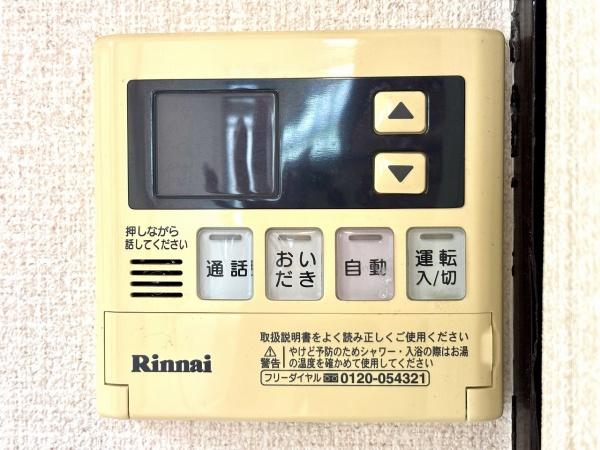 押しながら
話してください
通話
おい
だき
自動
運転
入/切
取扱説明書をよく読み正しくご使用ください
警告
やけど予防のためシャワー・入浴の際はお湯
の温度を確かめて使用してください
Rinnai
フリーダイヤル 0120-054321